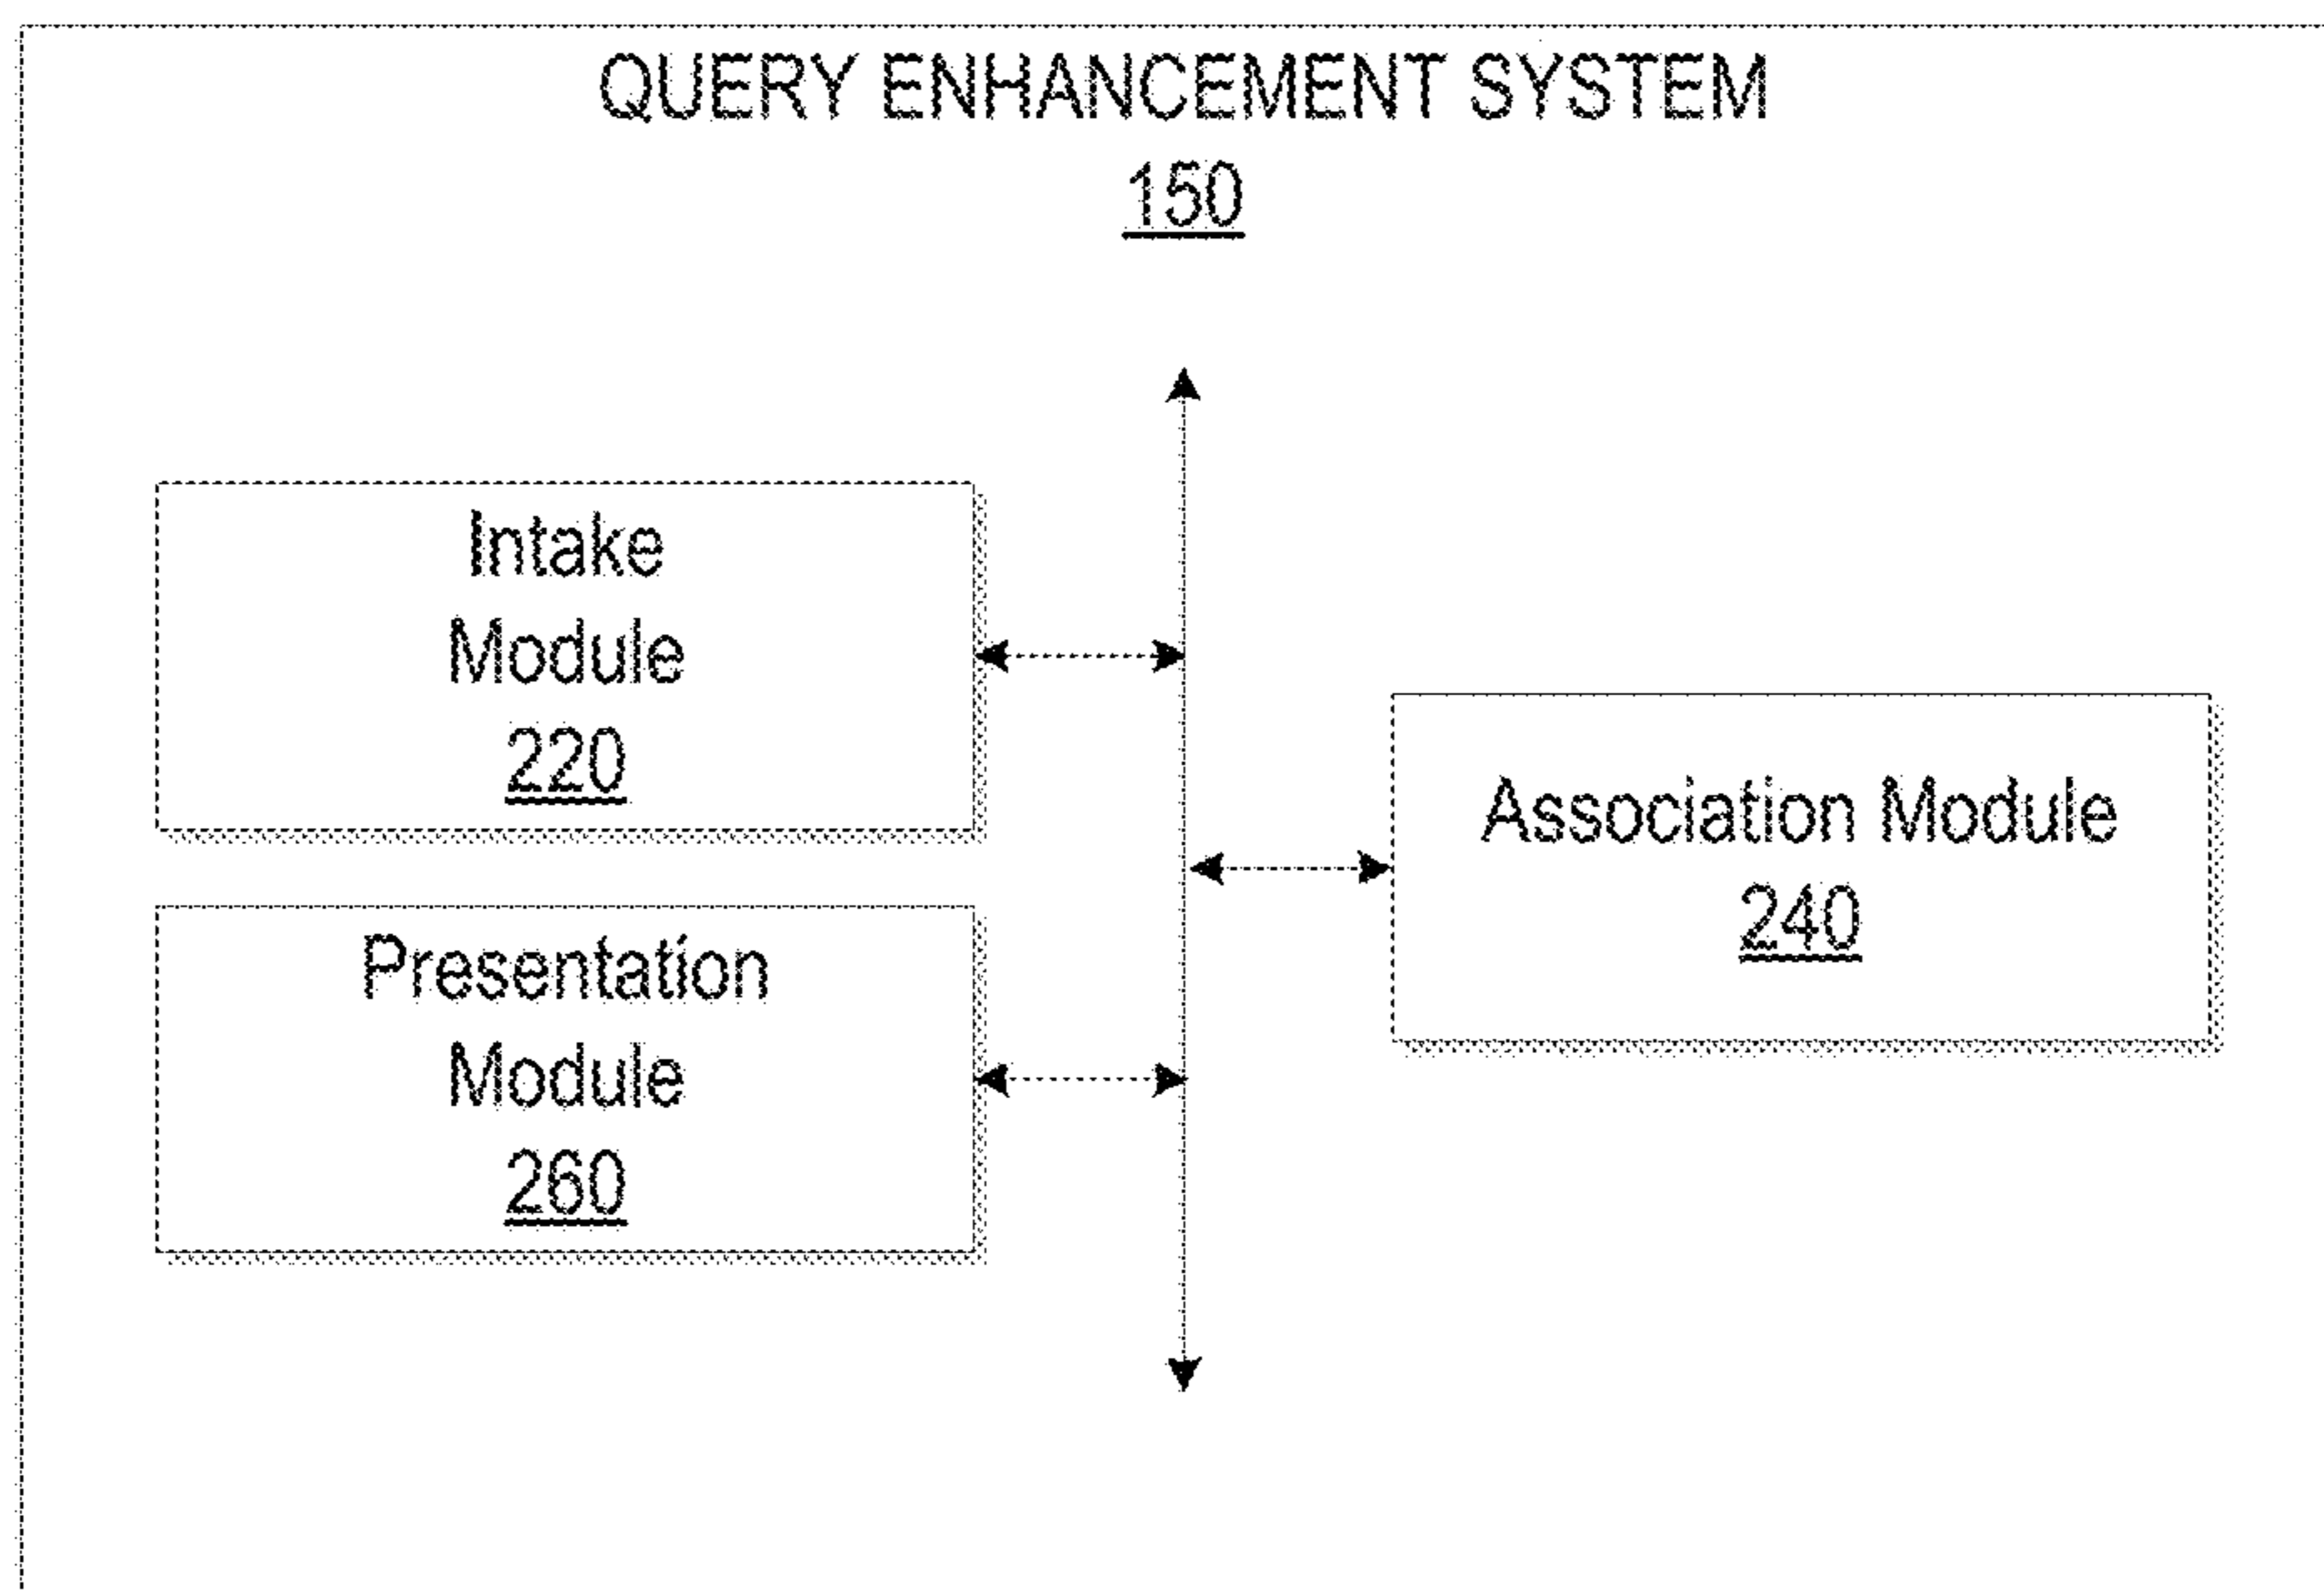 QUERY ENHANCEMENT SYSTEM
150
Intake
Module
220
Association Module
240
Presentation
Module
260